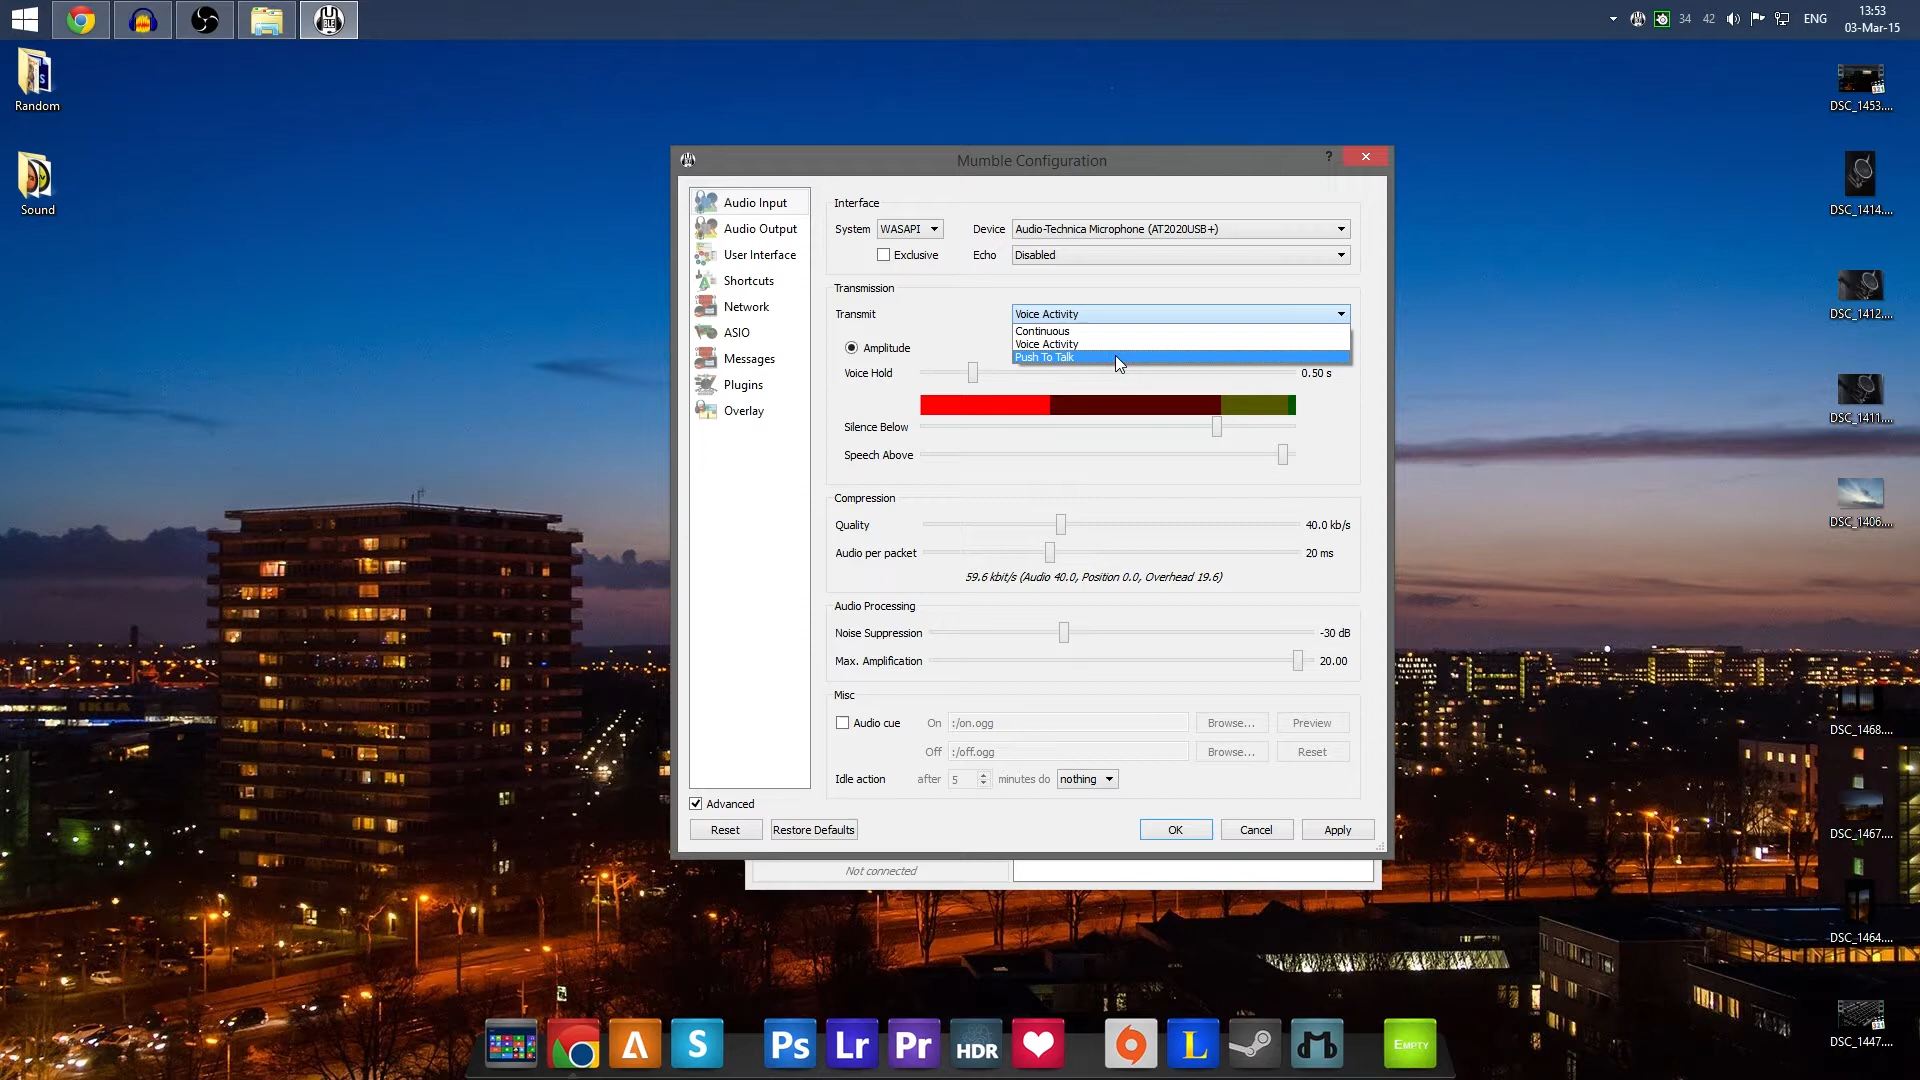 34 42 ENG 13:53
03-Mar-15
Random
Sound
DSC_1453....
DSC_1414....
DSC_1412....
DSC_1411....
DSC_1406....
DSC_1468....
DSC_1467....
DSC_1464....
DSC_1447....
Mumble Configuration
?
Audio Input
Audio Output
User Interface
Shortcuts
Network
ASIO
Messages
Plugins
Overlay
Advanced
Reset
Restore Defaults
Interface
System WASAPI Device Audio-Technica Microphone (AT2020USB+)
Exclusive Echo Disabled
Transmission
Transmit Voice Activity
Continuous
Voice Activity
Push To Talk
Amplitude
Voice Hold 0.50 s
Silence Below
Speech Above
Compression
Quality 40.0 kb/s
Audio per packet 20 ms
59.6 kbit/s (Audio 40.0, Position 0.0, Overhead 19.6)
Audio Processing
Noise Suppression -30 dB
Max. Amplification 20.00
Misc
Audio cue On :/on.ogg Browse... Preview
Off :/off.ogg Browse... Reset
Idle action after 5 minutes do nothing
OK Cancel Apply
Not connected
IKEA
S Ps Lr Pr HDR L EMPTY